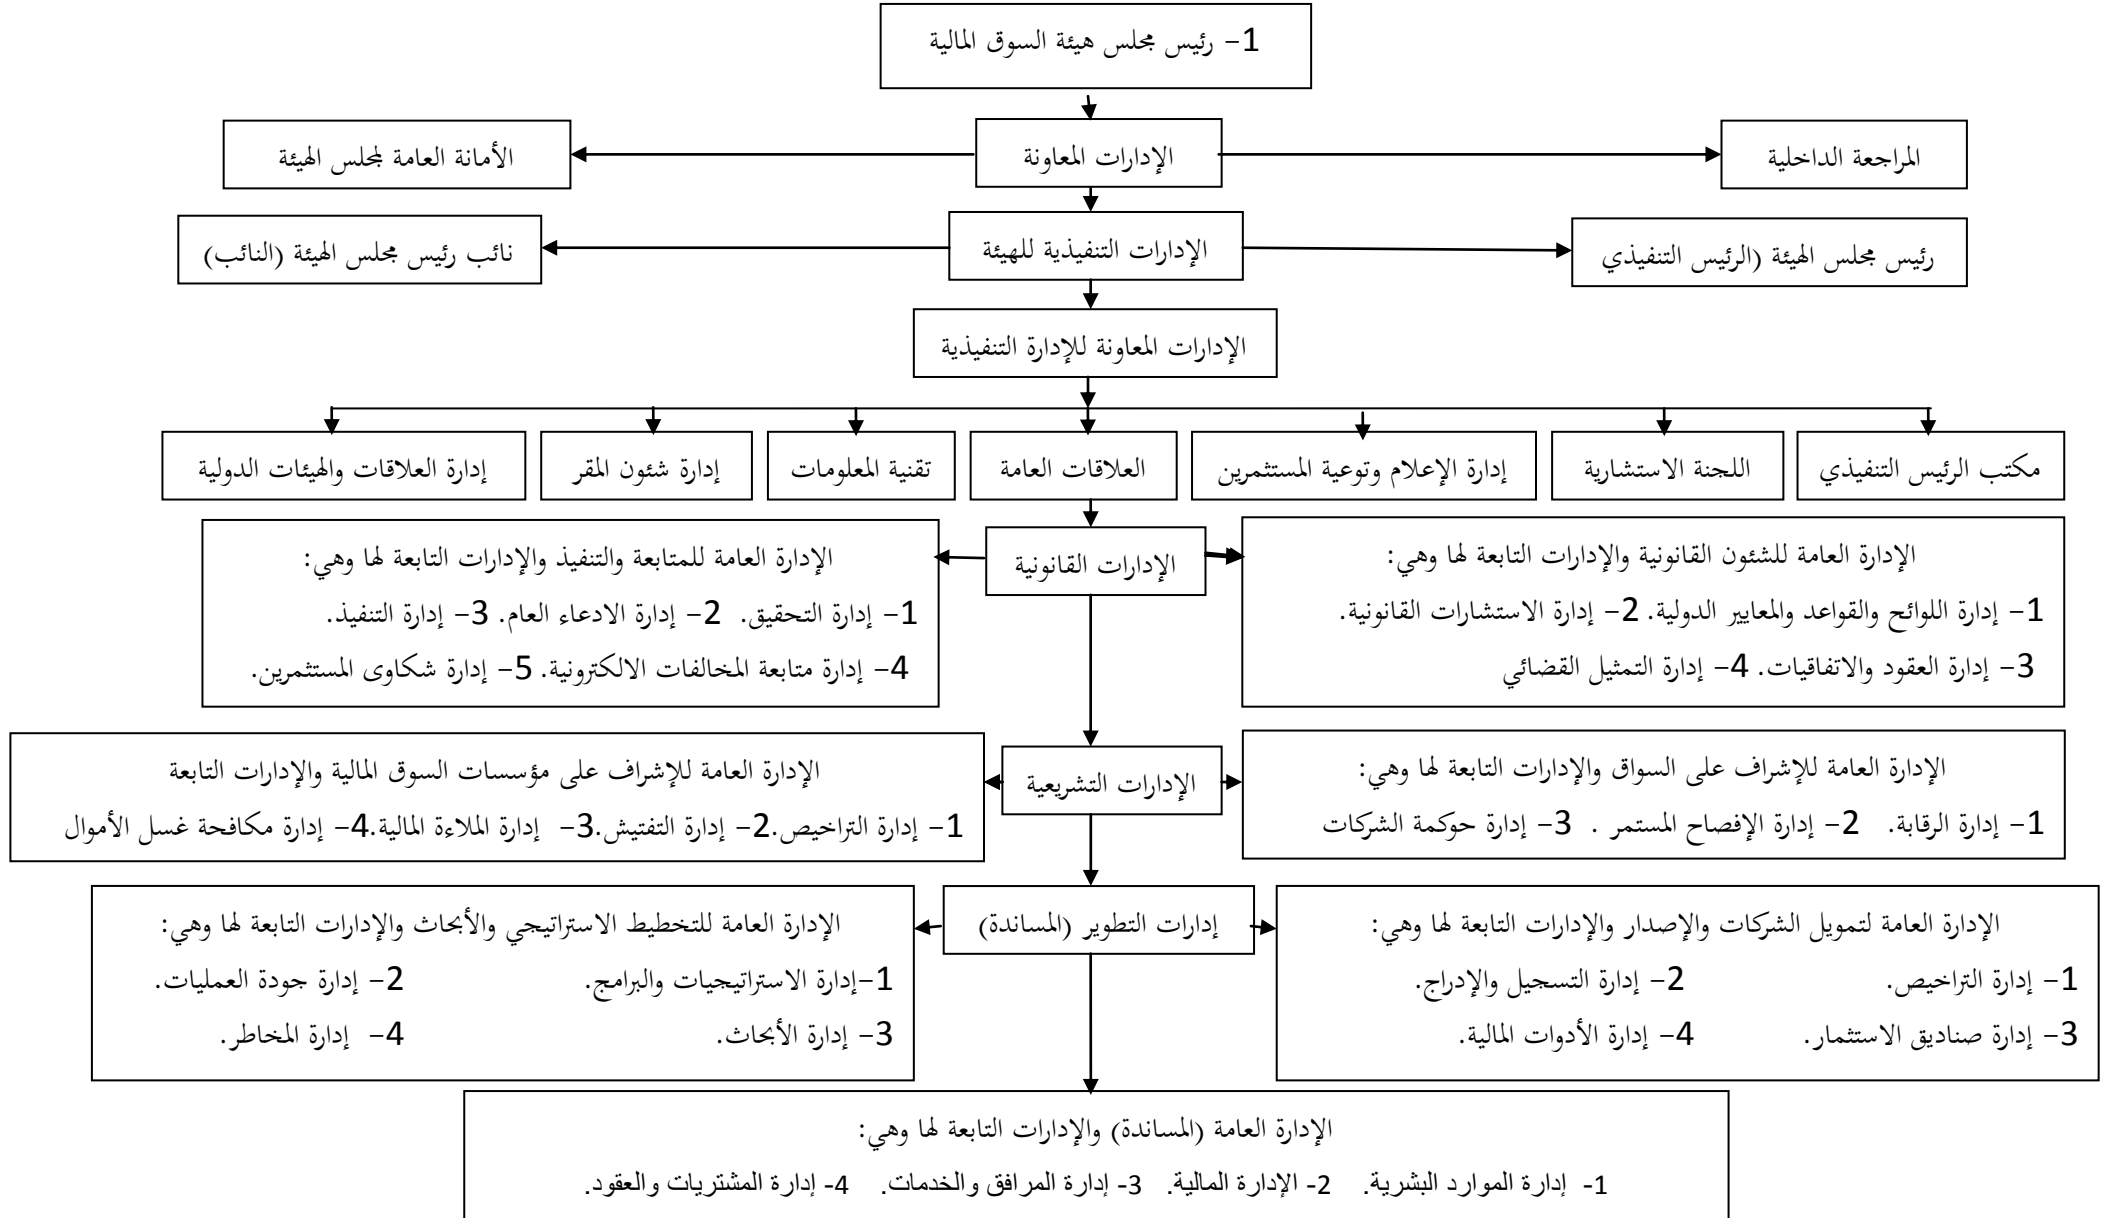 1- رئيس مجلس هيئة السوق المالية
المراجعة الداخلية
الإدارات المعاونة
الأمانة العامة لمجلس الهيئة
رئيس مجلس الهيئة (الرئيس التنفيذي
الإدارات التنفيذية للهيئة
نائب رئيس مجلس الهيئة (النائب)
الإدارات المعاونة للإدارة التنفيذية
مكتب الرئيس التنفيذي
اللجنة الاستشارية
إدارة الإعلام وتوعية المستثمرين
العلاقات العامة
تقنية المعلومات
إدارة شئون المقر
إدارة العلاقات والهيئات الدولية
الإدارة العامة للشئون القانونية والإدارات التابعة لها وهي:
1- إدارة اللوائح والقواعد والمعايير الدولية. 2- إدارة الاستشارات القانونية.
3- إدارة العقود والاتفاقيات. 4- إدارة التمثيل القضائي
الإدارات القانونية
الإدارة العامة للمتابعة والتنفيذ والإدارات التابعة لها وهي:
1- إدارة التحقيق. 2- إدارة الادعاء العام. 3- إدارة التنفيذ.
4- إدارة متابعة المخالفات الالكترونية. 5- إدارة شكاوى المستثمرين.
الإدارة العامة للإشراف على السواق والإدارات التابعة لها وهي:
1- إدارة الرقابة. 2- إدارة الإفصاح المستمر . 3- إدارة حوكمة الشركات
الإدارات التشريعية
الإدارة العامة للإشراف على مؤسسات السوق المالية والإدارات التابعة
1- إدارة التراخيص.2- إدارة التفتيش.3- إدارة الملاءة المالية.4- إدارة مكافحة غسل الأموال
الإدارة العامة لتمويل الشركات والإصدار والإدارات التابعة لها وهي:
1- إدارة التراخيص. 2- إدارة التسجيل والإدراج.
3- إدارة صناديق الاستثمار. 4- إدارة الأدوات المالية.
إدارات التطوير (المساندة)
الإدارة العامة للتخطيط الاستراتيجي والأبحاث والإدارات التابعة لها وهي:
1-إدارة الاستراتيجيات والبرامج. 2- إدارة جودة العمليات.
3- إدارة الأبحاث. 4- إدارة المخاطر.
الإدارة العامة (المساندة) والإدارات التابعة لها وهي:
1- إدارة الموارد البشرية. 2- الإدارة المالية. 3- إدارة المرافق والخدمات. 4- إدارة المشتريات والعقود.